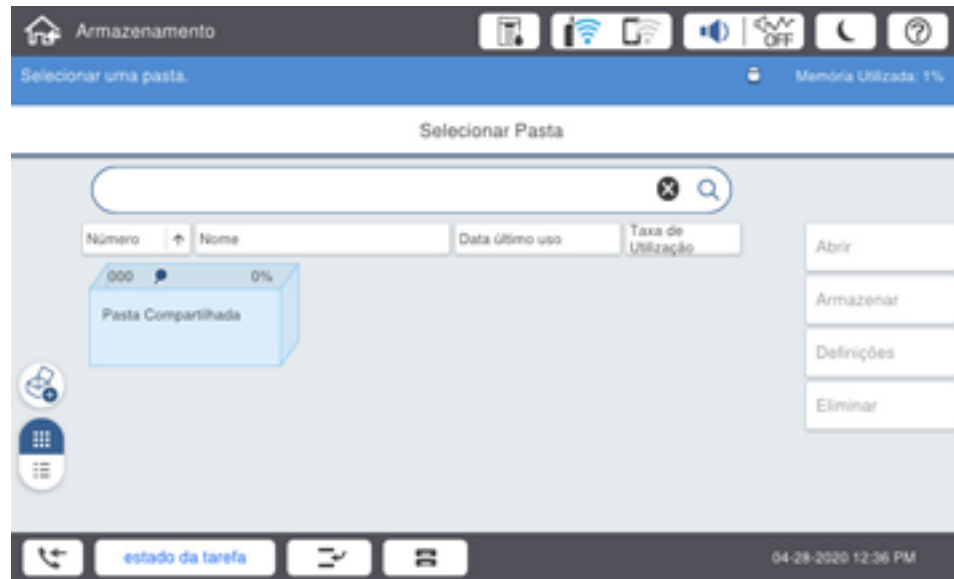 Armazenamento
OFF
Selecionar uma pasta.
Memória Utilizada: 1%
Selecionar Pasta
Número
Nome
Data último uso
Taxa de
Utilização
000
0%
Pasta Compartilhada
Abrir
Armazenar
Definições
Eliminar
estado da tarefa
04-28-2020 12:36 PM